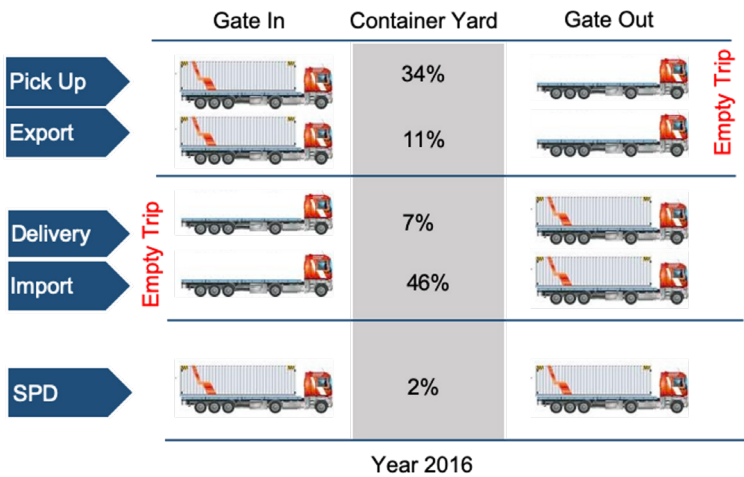 Gate In Container Yard Gate Out
Pick Up 34%
Export 11%
Empty Trip
Delivery 7%
Import 46%
Empty Trip
SPD 2%
Year 2016